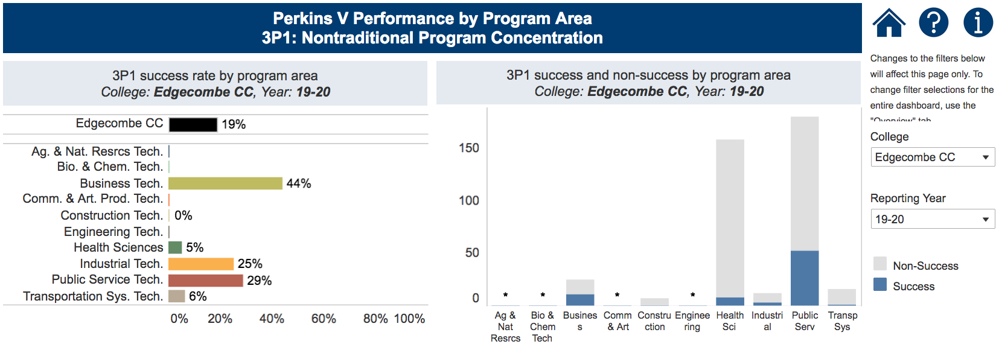 Perkins V Performance by Program Area
3P1: Nontraditional Program Concentration
3P1 success rate by program area
College: Edgecombe CC, Year: 19-20
Edgecombe CC 19%
Ag. & Nat. Resrcs Tech.
Bio. & Chem. Tech.
Business Tech. 44%
Comm. & Art. Prod. Tech.
Construction Tech. 0%
Engineering Tech.
Health Sciences 5%
Industrial Tech. 25%
Public Service Tech. 29%
Transportation Sys. Tech. 6%
0% 20% 40% 60% 80% 100%
3P1 success and non-success by program area
College: Edgecombe CC, Year: 19-20
150
100
50
0
* * * *
Ag & Nat Resrcs
Bio & Chem Tech
Busines s
Comm & Art
Constru ction
Enginee ring
Health Sci
Industri al
Public Serv
Transp Sys
?
i
Changes to the filters below
will affect this page only. To
change filter selections for the
entire dashboard, use the
"Overview" tab
College
Edgecombe CC
Reporting Year
19-20
Non-Success
Success